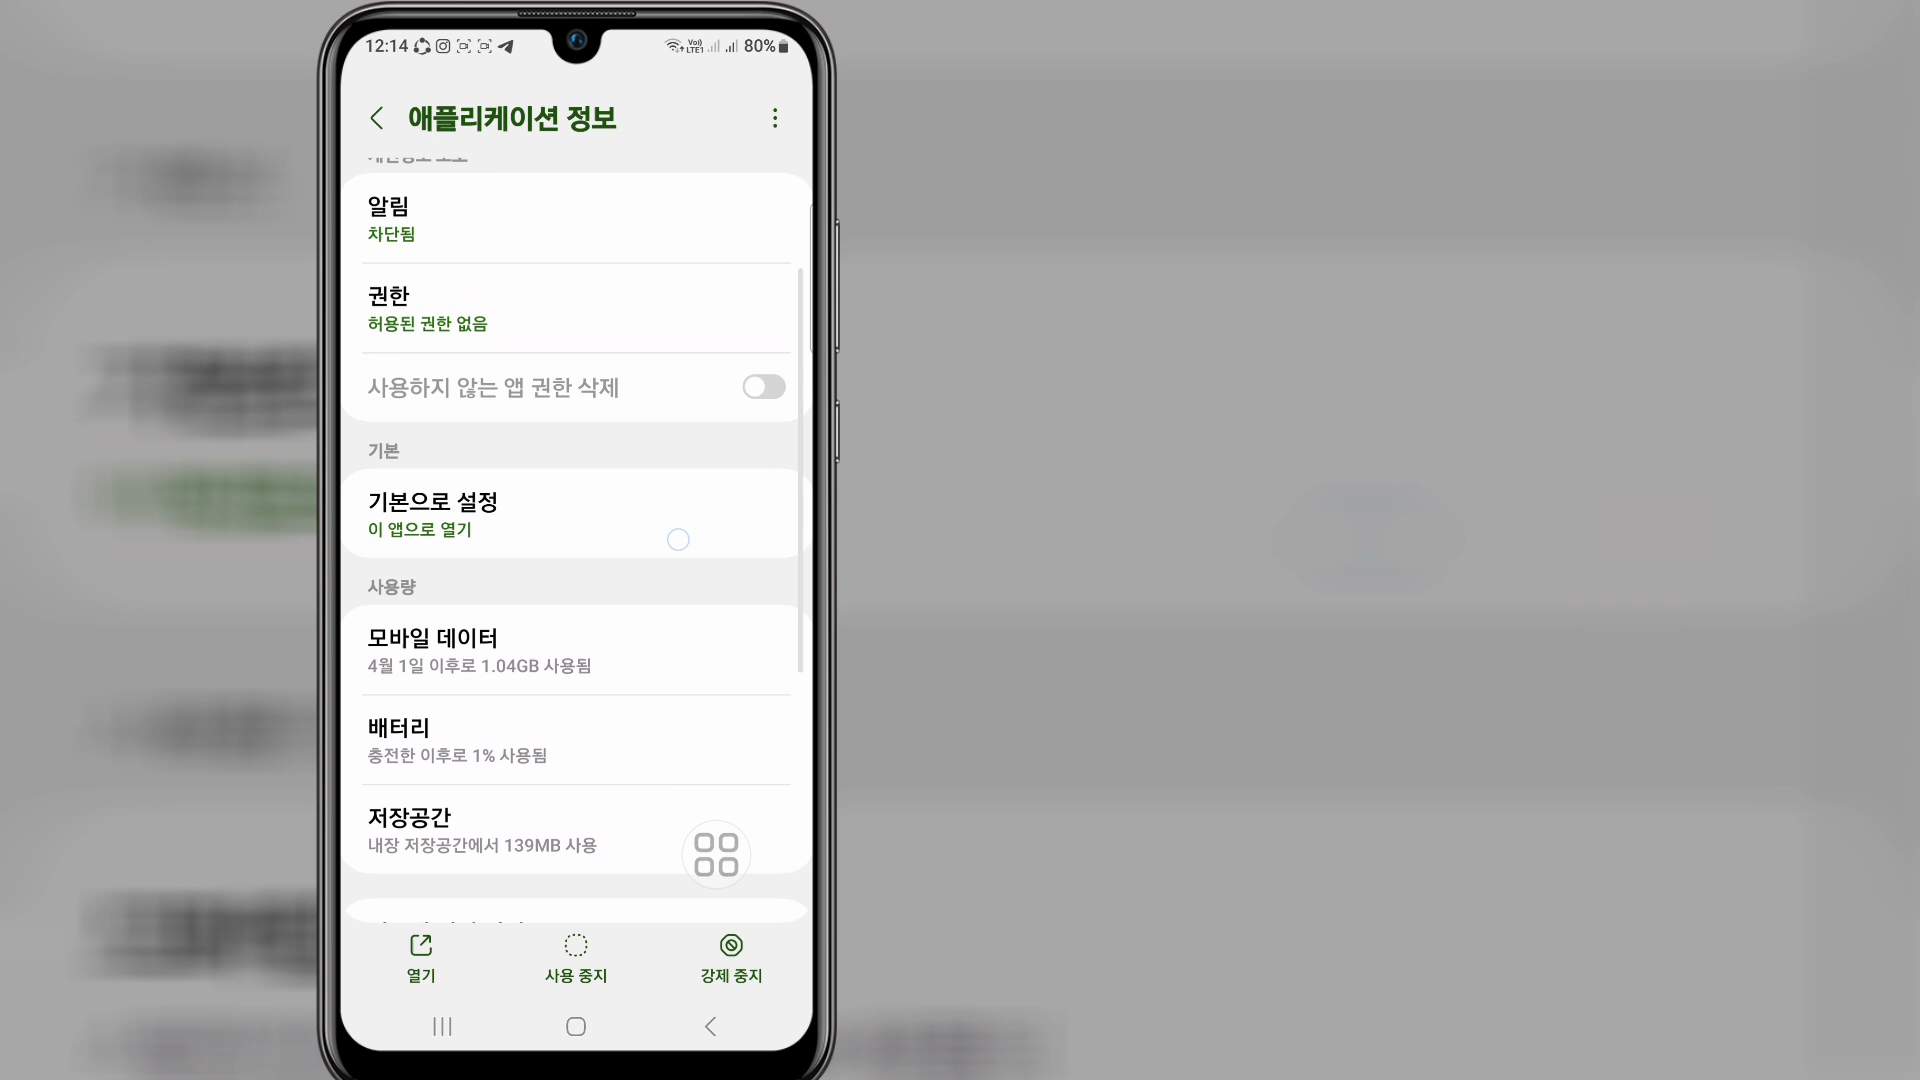 12:14 80%
애플리케이션 정보
알림
차단됨
권한
허용된 권한 없음
사용하지 않는 앱 권한 삭제
기본
기본으로 설정
이 앱으로 열기
사용량
모바일 데이터
4월 1일 이후로 1.04GB 사용됨
배터리
충전한 이후로 1% 사용됨
저장공간
내장 저장공간에서 139MB 사용
열기 사용 중지 강제 중지